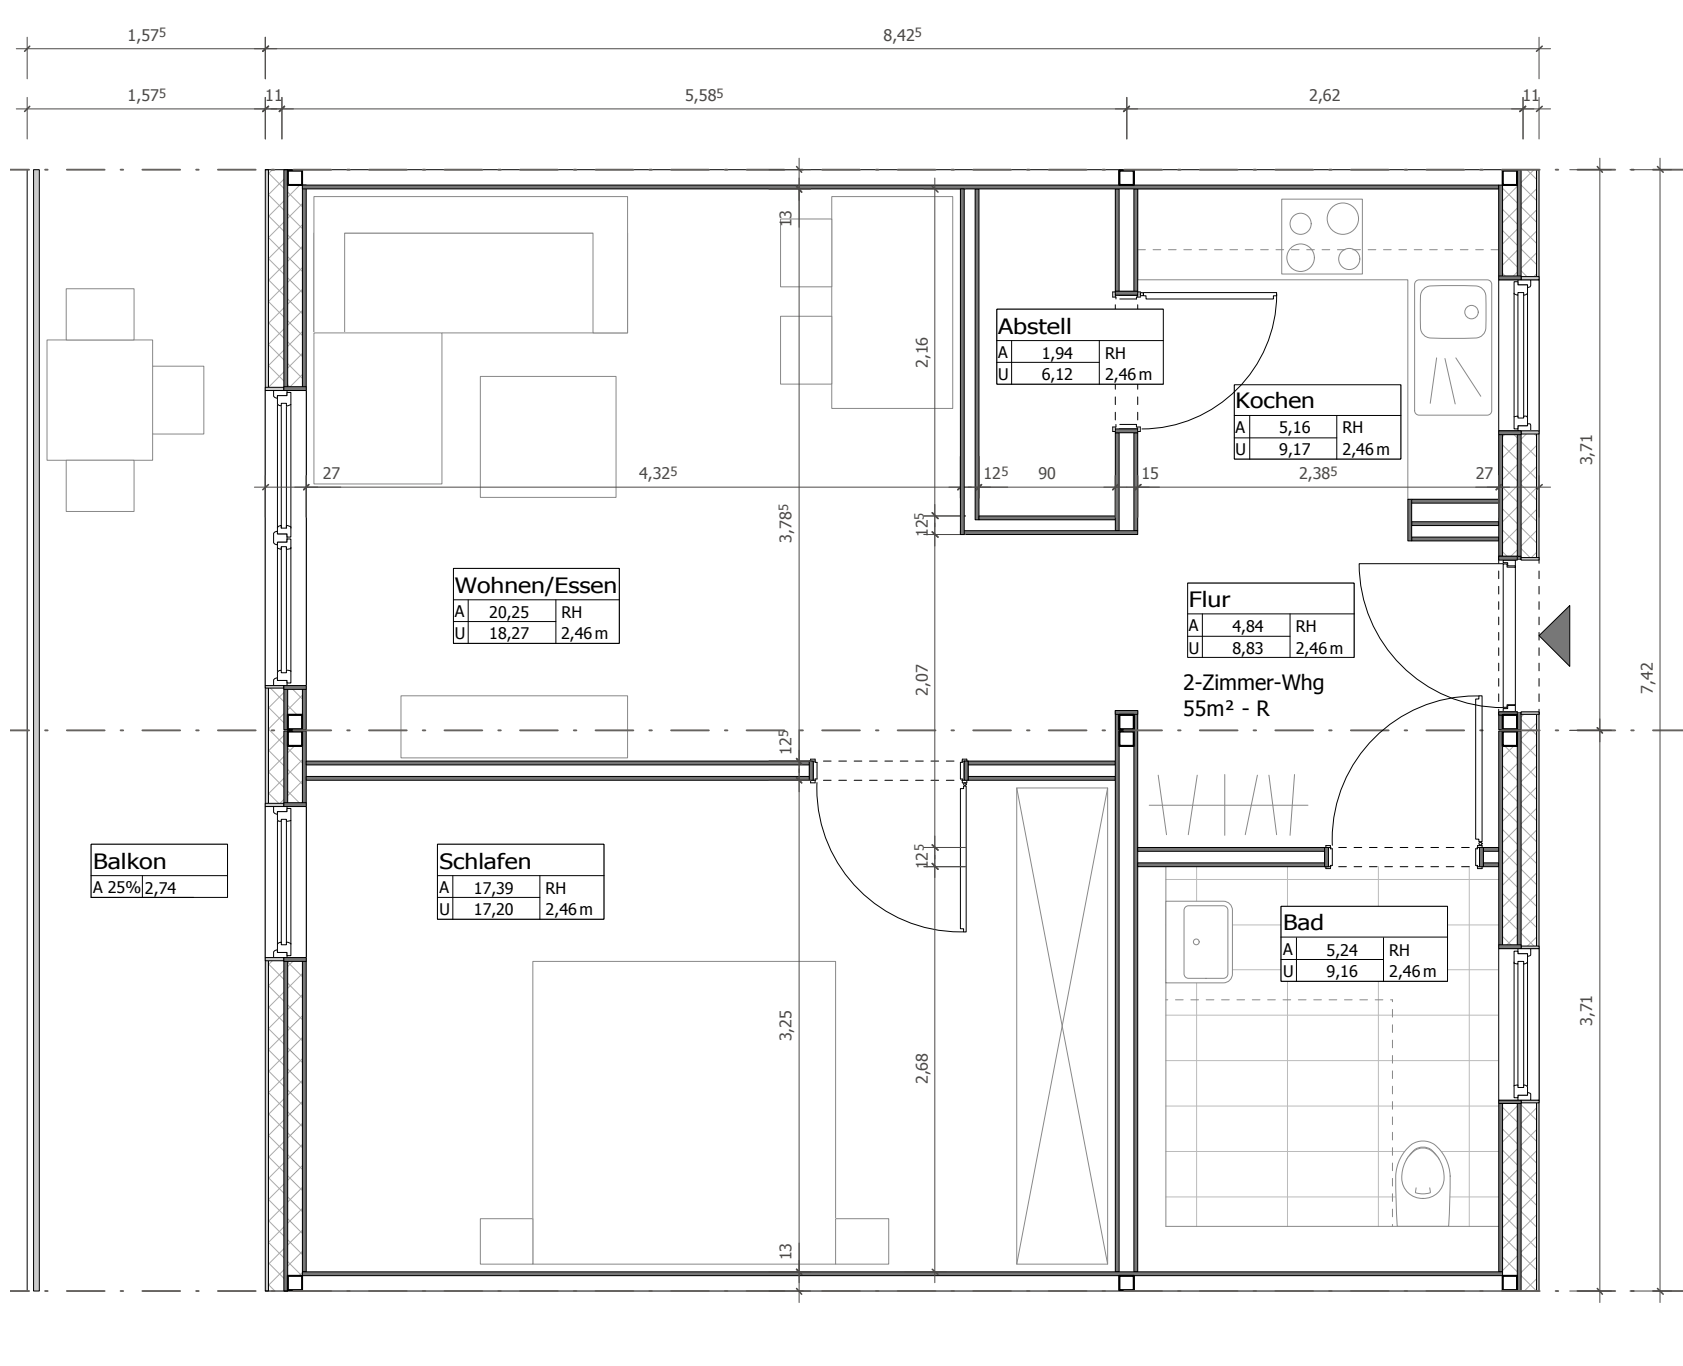 1,57⁵ 8,42⁵
1,57⁵ 11 5,58⁵ 2,62 11
13
2,16
Abstell
A 1,94 RH
U 6,12 2,46 m
Kochen
A 5,16 RH
U 9,17 2,46 m
3,71
27 4,32⁵ 12⁵ 90 15 2,38⁵ 27
3,78⁵
12⁵
Wohnen/Essen
A 20,25 RH
U 18,27 2,46 m
Flur
A 4,84 RH
U 8,83 2,46 m
2-Zimmer-Whg
55m² - R
2,07
7,42
12⁵
12⁵
Balkon
A 25% 2,74
Schlafen
A 17,39 RH
U 17,20 2,46 m
Bad
A 5,24 RH
U 9,16 2,46 m
3,25
2,68
3,71
13